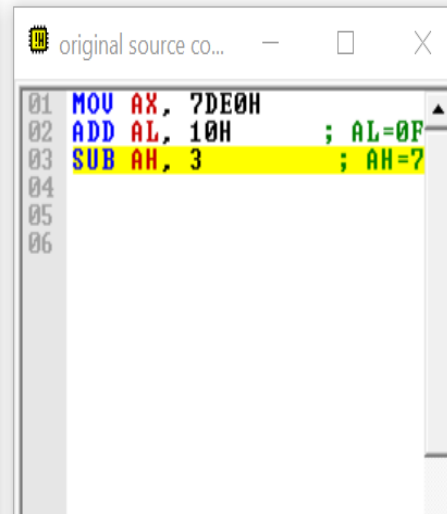 original source co...
01 MOV AX, 7DE0H
02 ADD AL, 10H ; AL=0F
03 SUB AH, 3 ; AH=7
04
05
06